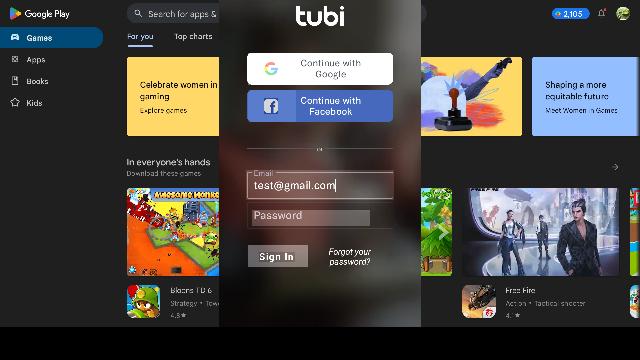 Google Play
Search for apps &
2,105
Games
Apps
Books
Kids
For you
Top charts
tubi
Continue with
Google
Continue with
Facebook
OR
Email
test@gmail.com
Password
Sign In
Forgot your
password?
Celebrate women in
gaming
Explore games
Shaping a more
equitable future
Meet Women in Games
In everyone's hands
Download these games
Bloons TD 6
Strategy • Tow
4.8★
Free Fire
Action • Tactical shooter
4.1★